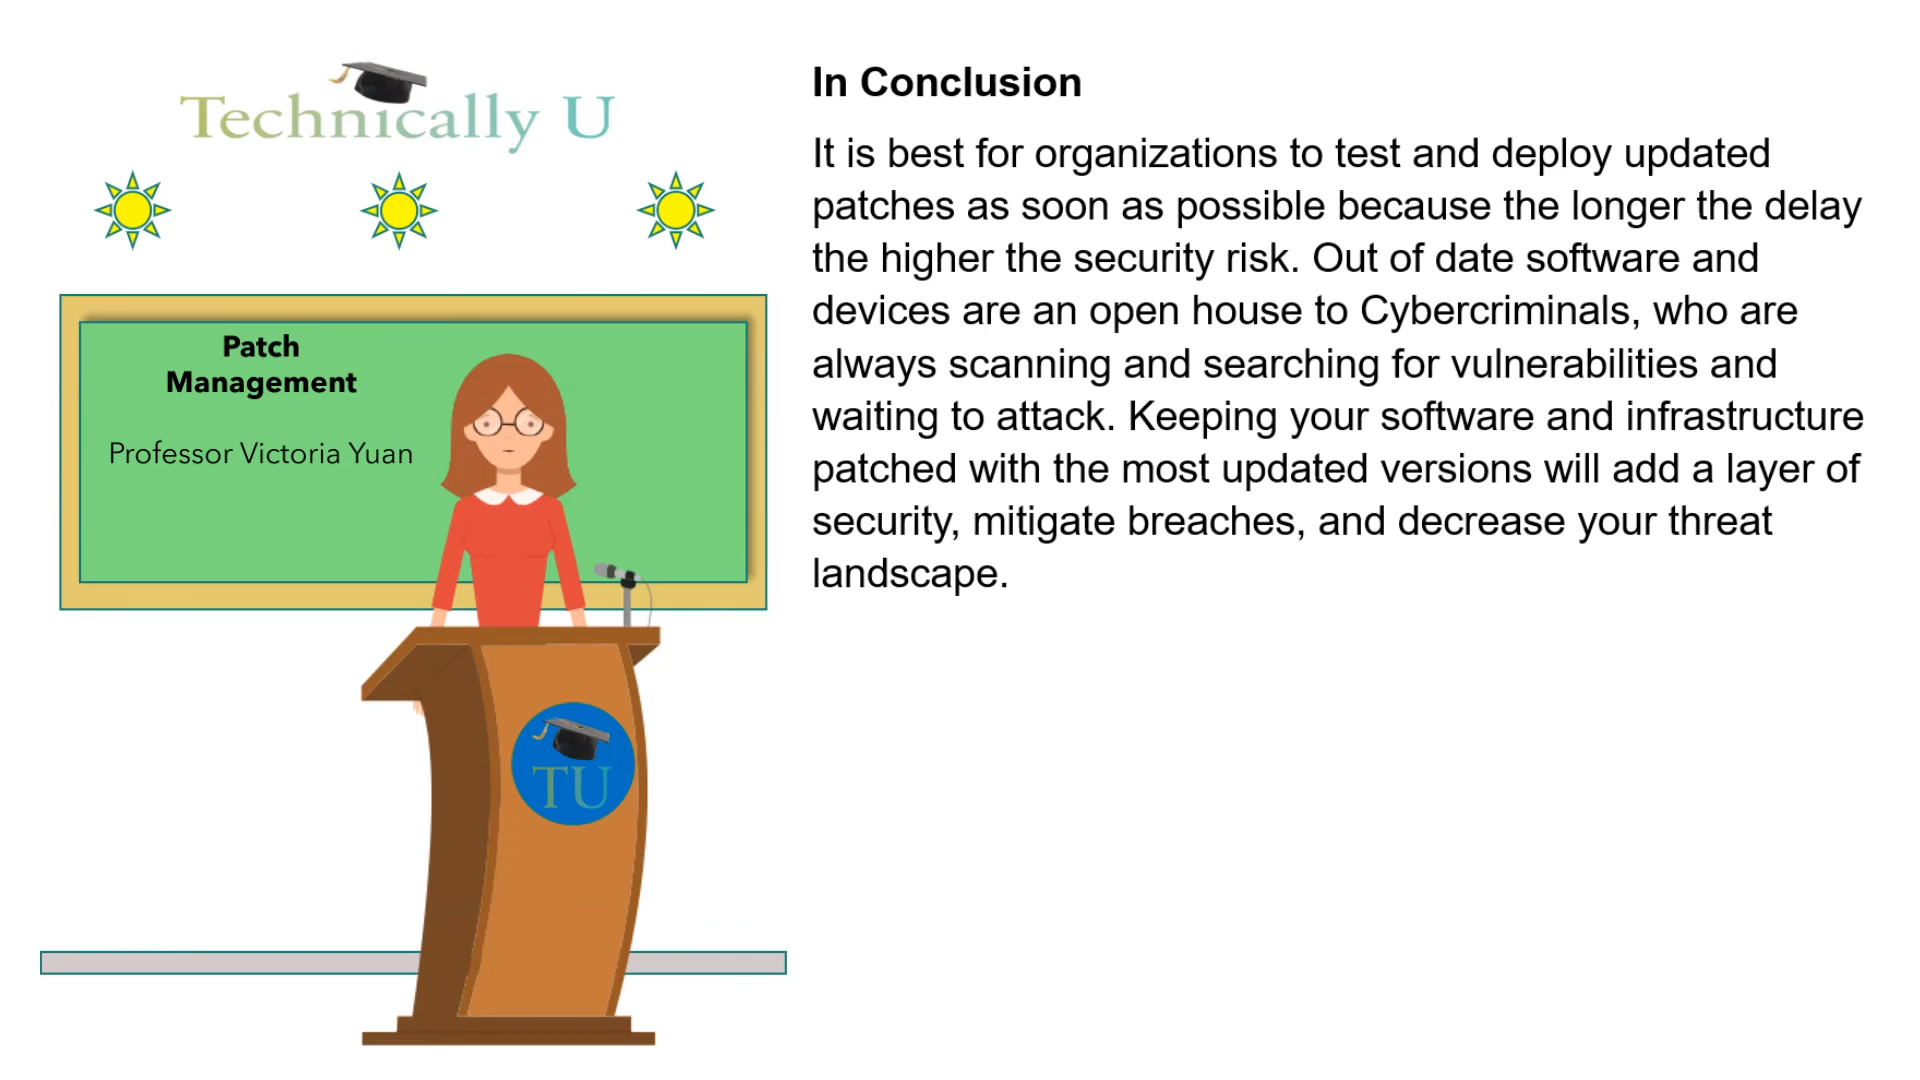 Technically U
Patch
Management
Professor Victoria Yuan
TU
In Conclusion
It is best for organizations to test and deploy updated
patches as soon as possible because the longer the delay
the higher the security risk. Out of date software and
devices are an open house to Cybercriminals, who are
always scanning and searching for vulnerabilities and
waiting to attack. Keeping your software and infrastructure
patched with the most updated versions will add a layer of
security, mitigate breaches, and decrease your threat
landscape.